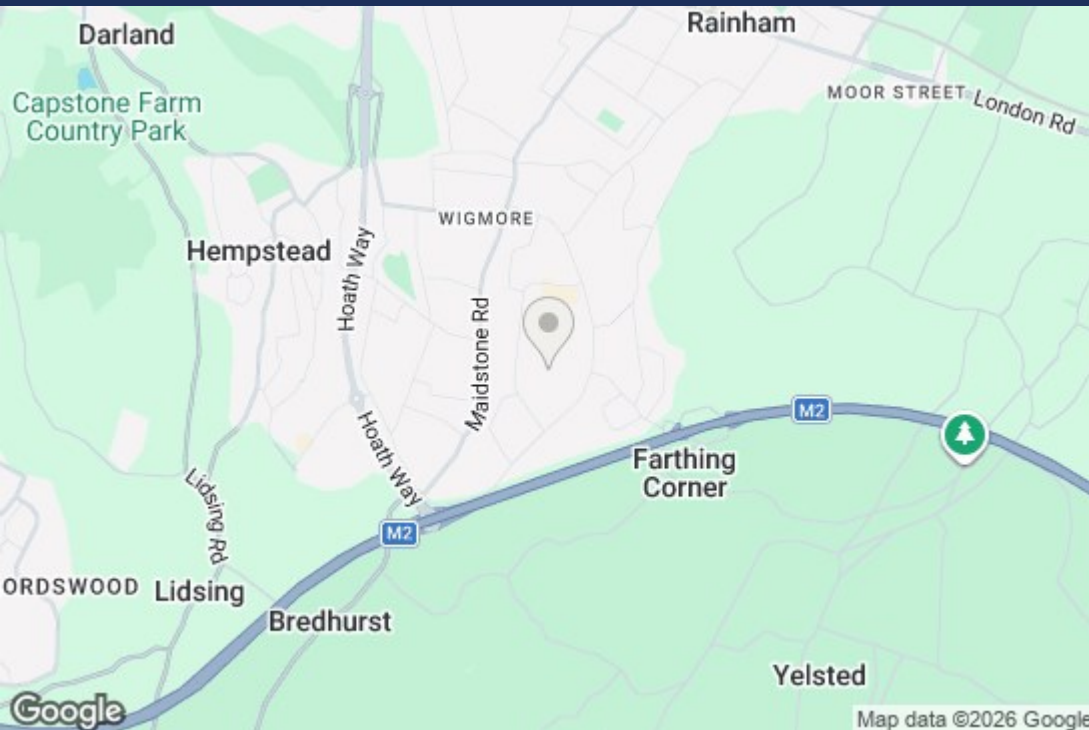 Darland
Rainham
MOOR STREET
London Rd
Capstone Farm
Country Park
WIGMORE
Hempstead
Hoath Way
Maidstone Rd
M2
Hoath Way
Farthing
Corner
Lidsing Rd
M2
ORDSWOOD
Lidsing
Bredhurst
Yelsted
Google
Map data ©2026 Google